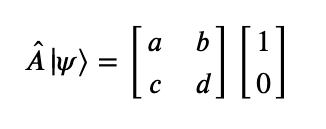 Â|ψ⟩ = [a b; c d] [1; 0]